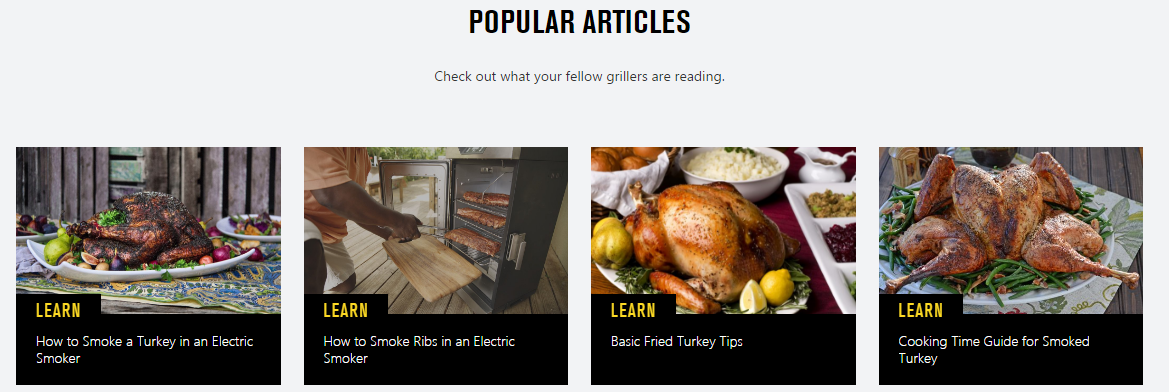 POPULAR ARTICLES
Check out what your fellow grillers are reading.
LEARN
How to Smoke a Turkey in an Electric
Smoker
LEARN
How to Smoke Ribs in an Electric
Smoker
LEARN
Basic Fried Turkey Tips
LEARN
Cooking Time Guide for Smoked
Turkey